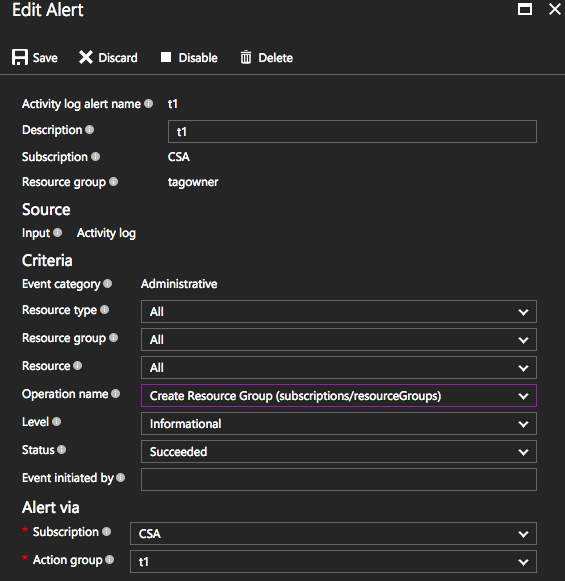 Edit Alert
Save Discard Disable Delete
Activity log alert name t1
Description t1
Subscription CSA
Resource group tagowner
Source
Input Activity log
Criteria
Event category Administrative
Resource type All
Resource group All
Resource All
Operation name Create Resource Group (subscriptions/resourceGroups)
Level Informational
Status Succeeded
Event initiated by
Alert via
* Subscription CSA
* Action group t1